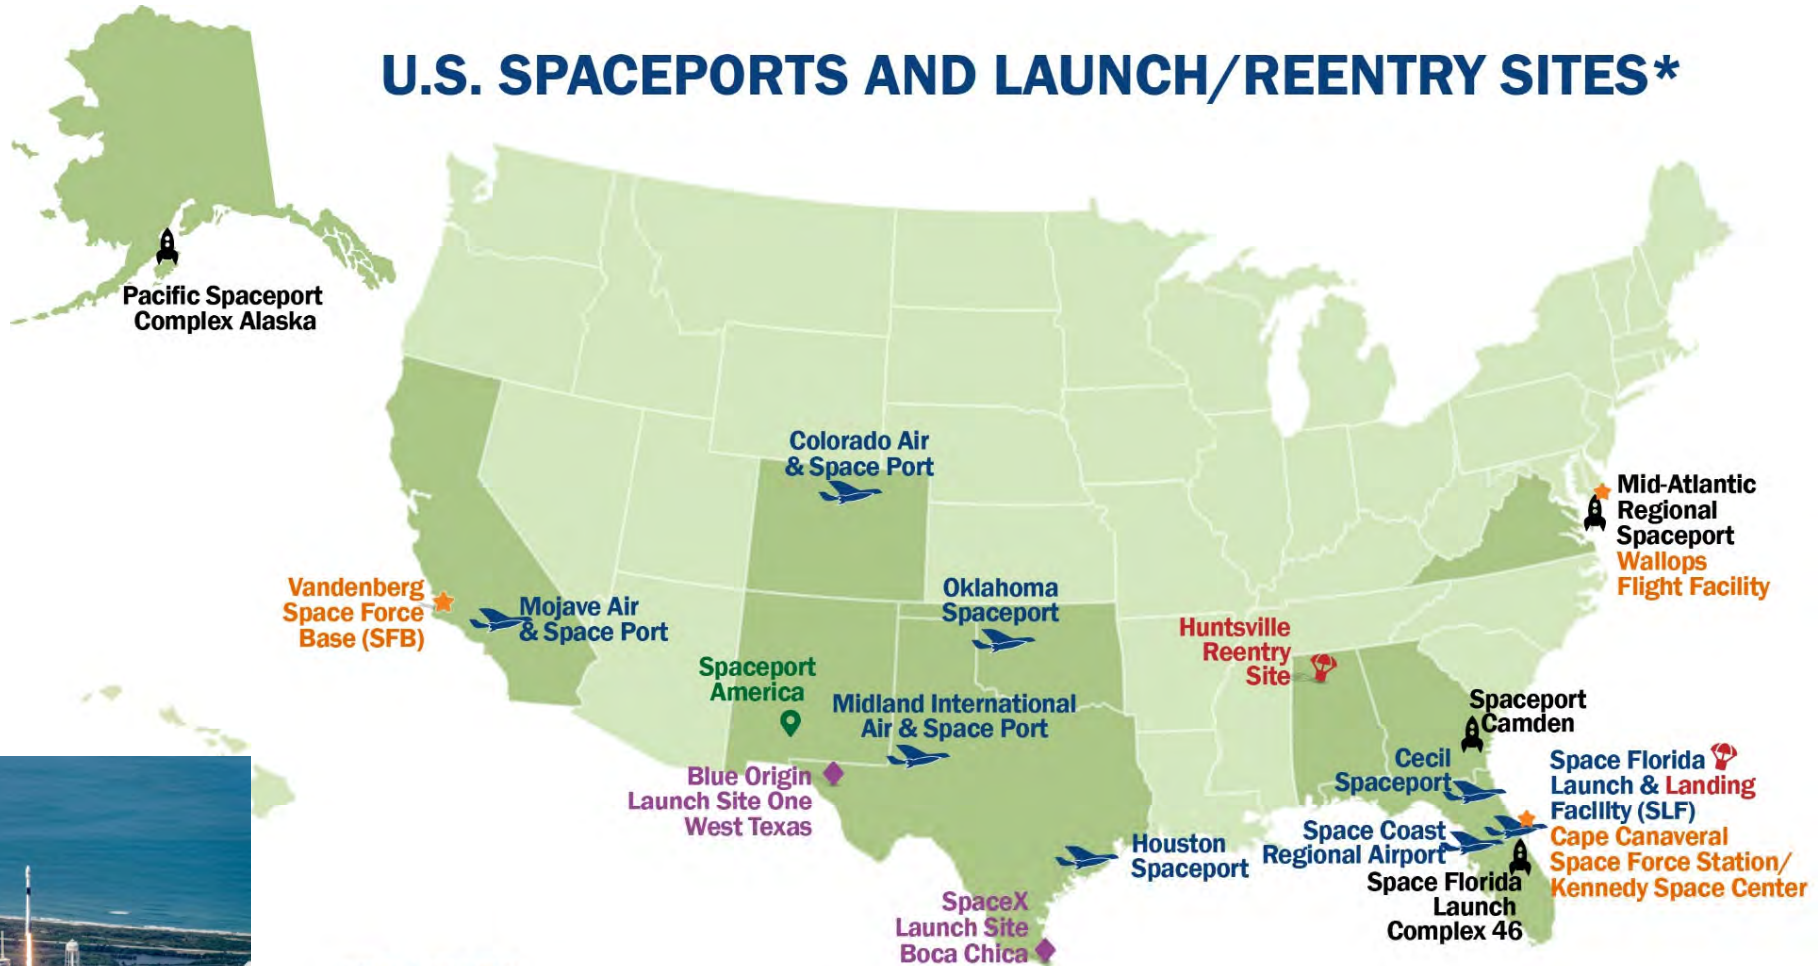 U.S. SPACEPORTS AND LAUNCH/REENTRY SITES*
Pacific Spaceport
Complex Alaska
Colorado Air
& Space Port
Mid-Atlantic
Regional
Spaceport
Wallops
Flight Facility
Vandenberg
Space Force
Base (SFB)
Mojave Air
& Space Port
Oklahoma
Spaceport
Huntsville
Reentry
Site
Spaceport
America
Midland International
Air & Space Port
Spaceport
Camden
Blue Origin
Launch Site One
West Texas
Cecil
Spaceport
Space Florida
Launch & Landing
Facility (SLF)
Cape Canaveral
Space Force Station/
Kennedy Space Center
Houston
Spaceport
Space Coast
Regional Airport
Space Florida
Launch
Complex 46
SpaceX
Launch Site
Boca Chica